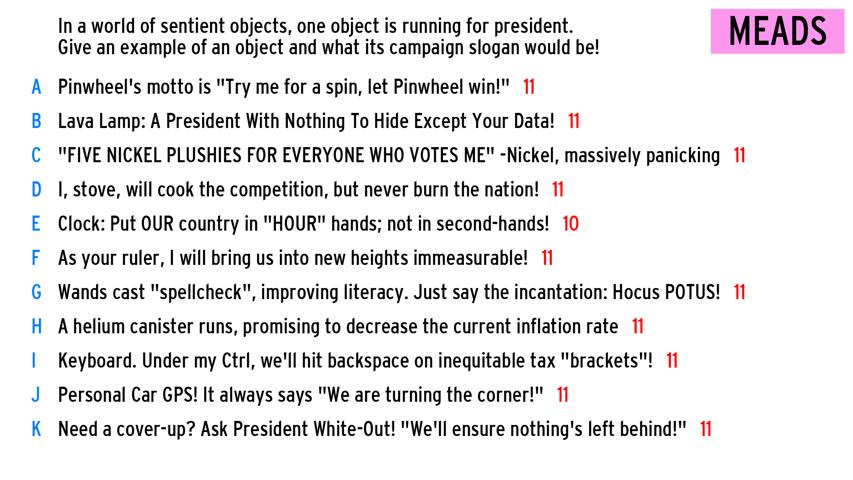 In a world of sentient objects, one object is running for president.
Give an example of an object and what its campaign slogan would be!
MEADS
A Pinwheel's motto is "Try me for a spin, let Pinwheel win!" 11
B Lava Lamp: A President With Nothing To Hide Except Your Data! 11
C "FIVE NICKEL PLUSHIES FOR EVERYONE WHO VOTES ME" -Nickel, massively panicking 11
D I, stove, will cook the competition, but never burn the nation! 11
E Clock: Put OUR country in "HOUR" hands; not in second-hands! 10
F As your ruler, I will bring us into new heights immeasurable! 11
G Wands cast "spellcheck", improving literacy. Just say the incantation: Hocus POTUS! 11
H A helium canister runs, promising to decrease the current inflation rate 11
I Keyboard. Under my Ctrl, we'll hit backspace on inequitable tax "brackets"! 11
J Personal Car GPS! It always says "We are turning the corner!" 11
K Need a cover-up? Ask President White-Out! "We'll ensure nothing's left behind!" 11